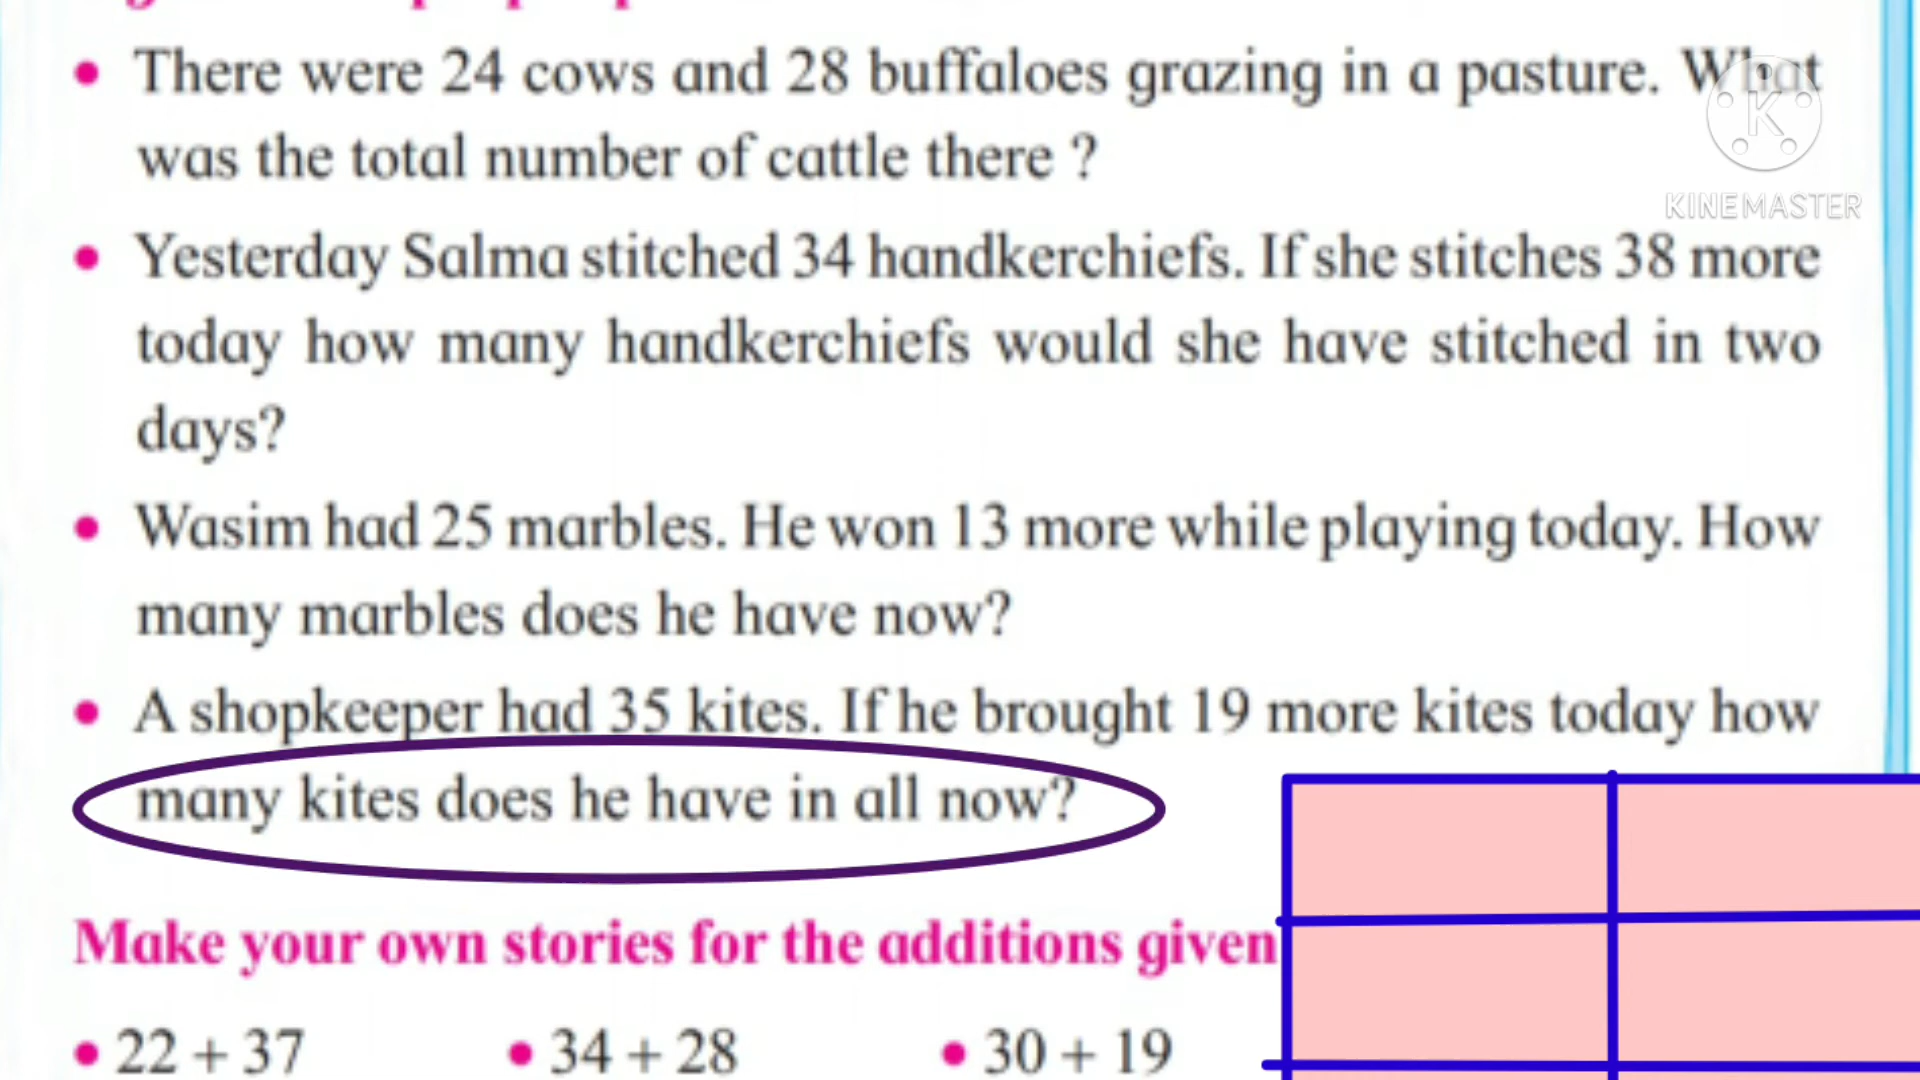 • There were 24 cows and 28 buffaloes grazing in a pasture. What
was the total number of cattle there ?
KINEMASTER
• Yesterday Salma stitched 34 handkerchiefs. If she stitches 38 more
today how many handkerchiefs would she have stitched in two
days?
• Wasim had 25 marbles. He won 13 more while playing today. How
many marbles does he have now?
• A shopkeeper had 35 kites. If he brought 19 more kites today how
many kites does he have in all now?
Make your own stories for the additions given
• 22 + 37 • 34 + 28 • 30 + 19